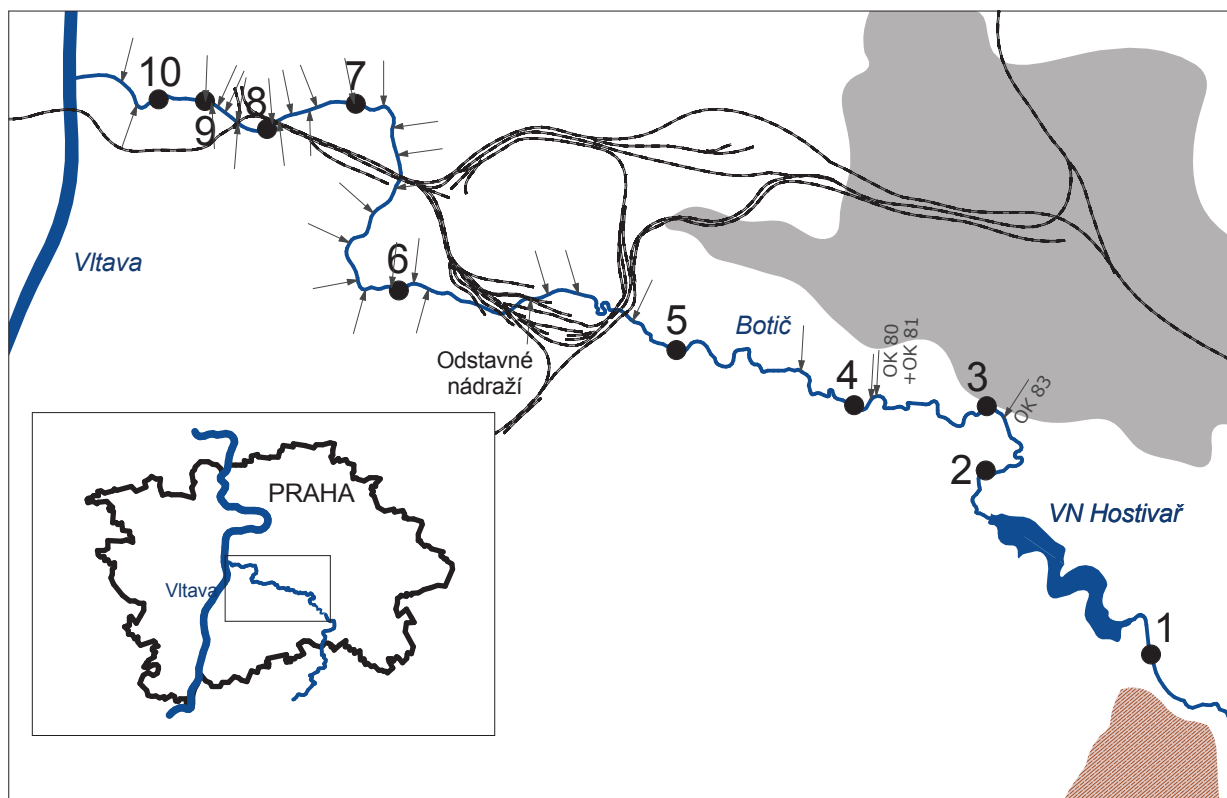 10
9
8
7
Vltava
6
Odstavné
nádraží
5
Botič
4
OK 80
+OK 81
3
OK 83
2
VN Hostivař
1
PRAHA
Vltava